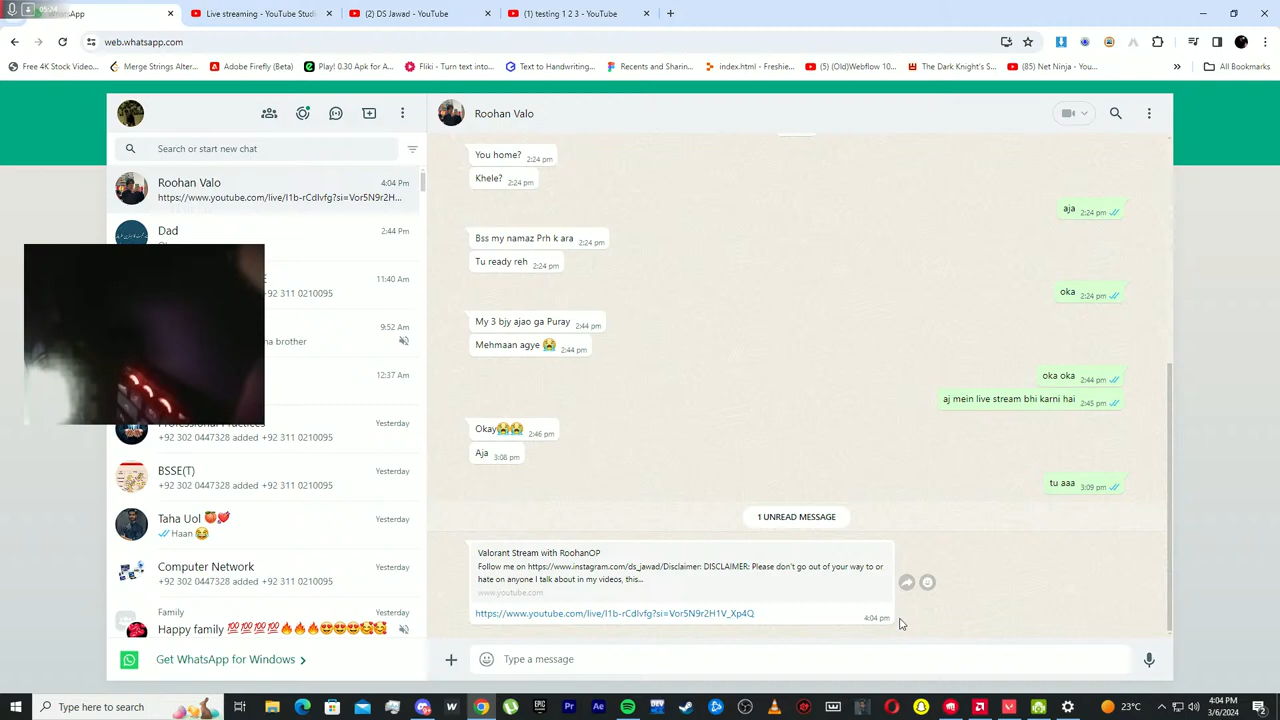 05:24
WhatsApp
Live streaming - YouTube Stu
(2) DS Jawad - YouTube
(1) testing 1 2 3 - YouTube
web.whatsapp.com
Free 4K Stock Video...
Merge Strings Alter...
Adobe Firefly (Beta)
Play! 0.30 Apk for A...
Fliki - Turn text into...
Text to Handwriting...
Recents and Sharin...
index.html - Freshie...
(5) (Old)Webflow 10...
The Dark Knight's S...
(85) Net Ninja - You...
All Bookmarks
Search or start new chat
Roohan Valo
4:04 Pm
https://www.youtube.com/live/I1b-rCdIvfg?si=Vor5N9r2H...
Dad
2:44 Pm
11:40 Am
+92 311 0210095
9:52 Am
na brother
12:37 Am
Professional Practices
Yesterday
+92 302 0447328 added +92 311 0210095
BSSE(T)
Yesterday
+92 302 0447328 added +92 311 0210095
Taha Uol 🍑💘
Yesterday
Haan 😂
Computer Network
Yesterday
+92 302 0447328 added +92 311 0210095
Family
Yesterday
Happy family 💯💯💯💯🔥🔥🔥😍😍🥰🥰
Get WhatsApp for Windows
Roohan Valo
You home? 2:24 pm
Khele? 2:24 pm
aja 2:24 pm
Bss my namaz Prh k ara 2:24 pm
Tu ready reh 2:24 pm
oka 2:24 pm
My 3 bjy ajao ga Puray 2:44 pm
Mehmaan agye 😭 2:44 pm
oka oka 2:44 pm
aj mein live stream bhi karni hai 2:45 pm
Okay😭😭 2:46 pm
Aja 3:08 pm
tu aaa 3:09 pm
1 UNREAD MESSAGE
Valorant Stream with RoohanOP
Follow me on https://www.instagram.com/ds_jawad/Disclaimer: DISCLAIMER: Please don't go out of your way to or
hate on anyone I talk about in my videos, this...
www.youtube.com
https://www.youtube.com/live/I1b-rCdIvfg?si=Vor5N9r2H1V_Xp4Q
4:04 pm
Type a message
Type here to search
23°C
4:04 PM
3/6/2024